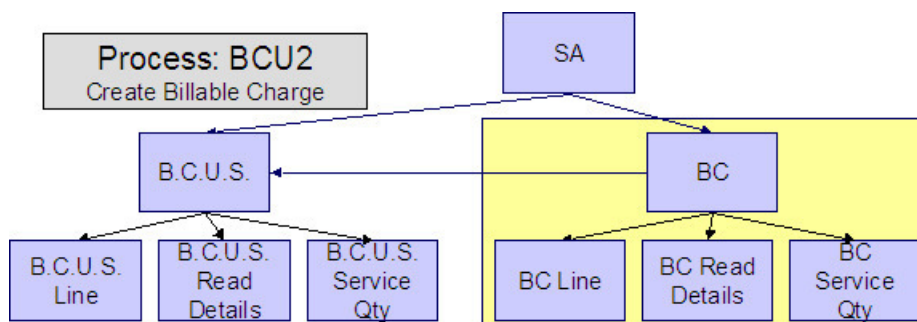 Process: BCU2
Create Billable Charge
SA
B.C.U.S.
BC
B.C.U.S.
Line
B.C.U.S.
Read
Details
B.C.U.S.
Service
Qty
BC Line
BC Read
Details
BC
Service
Qty